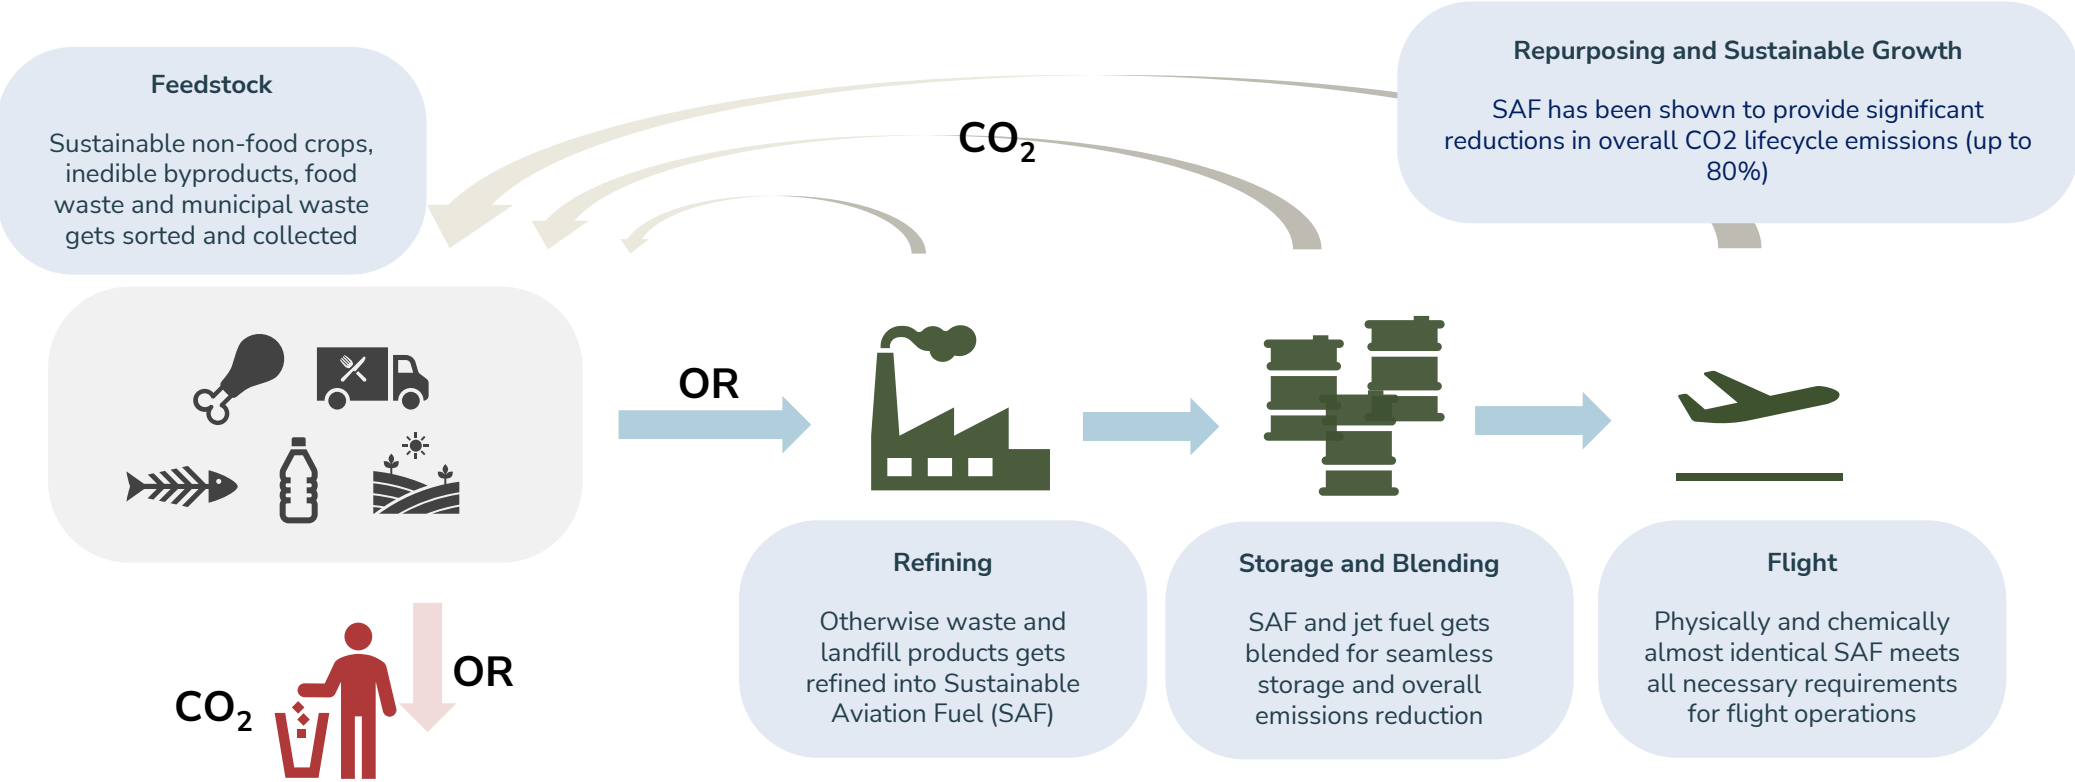 Feedstock
Sustainable non-food crops,
inedible byproducts, food
waste and municipal waste
gets sorted and collected
CO₂
Repurposing and Sustainable Growth
SAF has been shown to provide significant
reductions in overall CO2 lifecycle emissions (up to
80%)
OR
CO₂
OR
Refining
Otherwise waste and
landfill products gets
refined into Sustainable
Aviation Fuel (SAF)
Storage and Blending
SAF and jet fuel gets
blended for seamless
storage and overall
emissions reduction
Flight
Physically and chemically
almost identical SAF meets
all necessary requirements
for flight operations